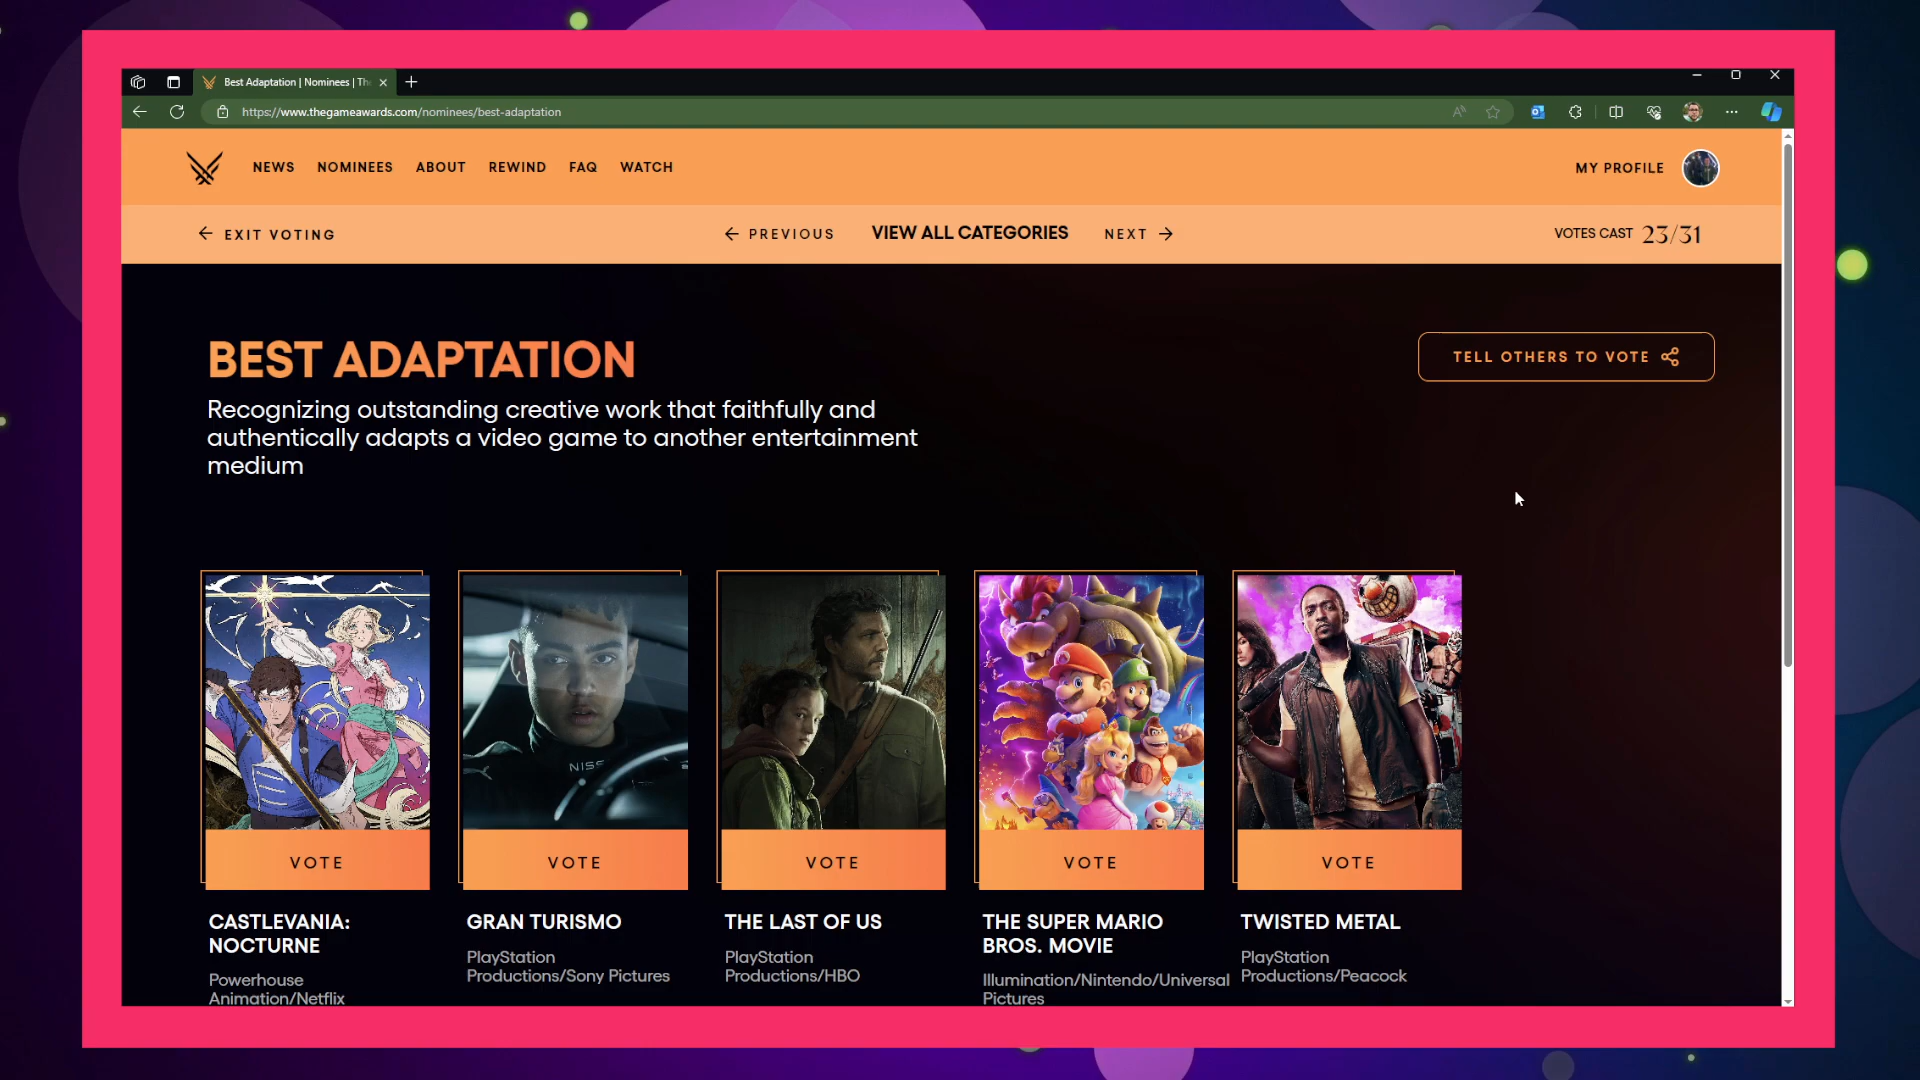 Best Adaptation | Nominees | Th
https://www.thegameawards.com/nominees/best-adaptation
NEWS NOMINEES ABOUT REWIND FAQ WATCH MY PROFILE
EXIT VOTING PREVIOUS VIEW ALL CATEGORIES NEXT VOTES CAST 23/31
BEST ADAPTATION
TELL OTHERS TO VOTE
Recognizing outstanding creative work that faithfully and
authentically adapts a video game to another entertainment
medium
NISS
VOTE VOTE VOTE VOTE VOTE
CASTLEVANIA:
NOCTURNE
Powerhouse
Animation/Netflix
GRAN TURISMO
PlayStation
Productions/Sony Pictures
THE LAST OF US
PlayStation
Productions/HBO
THE SUPER MARIO
BROS. MOVIE
Illumination/Nintendo/Universal
Pictures
TWISTED METAL
PlayStation
Productions/Peacock